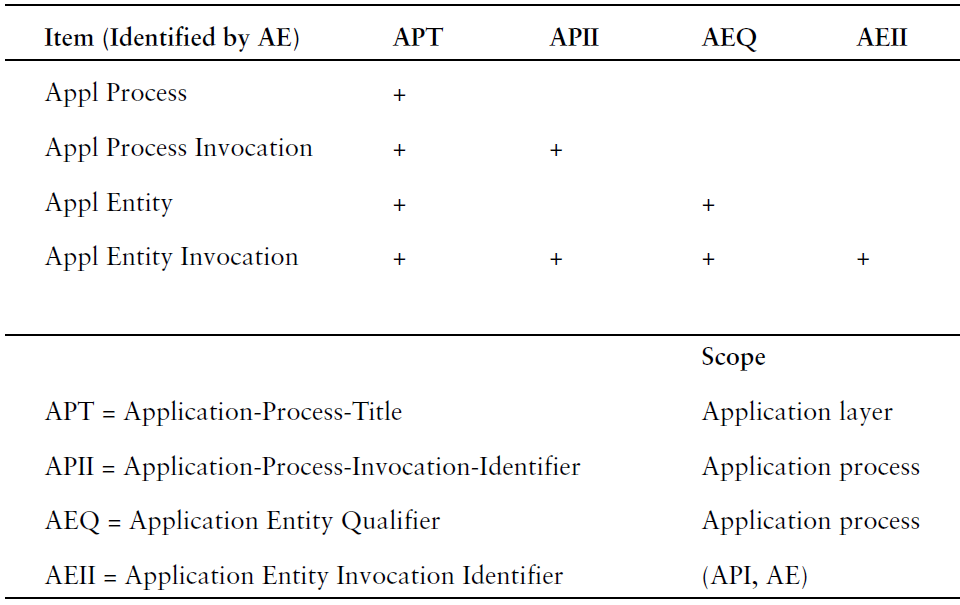 Item (Identified by AE) APT APII AEQ AEII
Appl Process +
Appl Process Invocation + +
Appl Entity + +
Appl Entity Invocation + + + +
Scope
APT = Application-Process-Title Application layer
APII = Application-Process-Invocation-Identifier Application process
AEQ = Application Entity Qualifier Application process
AEII = Application Entity Invocation Identifier (API, AE)